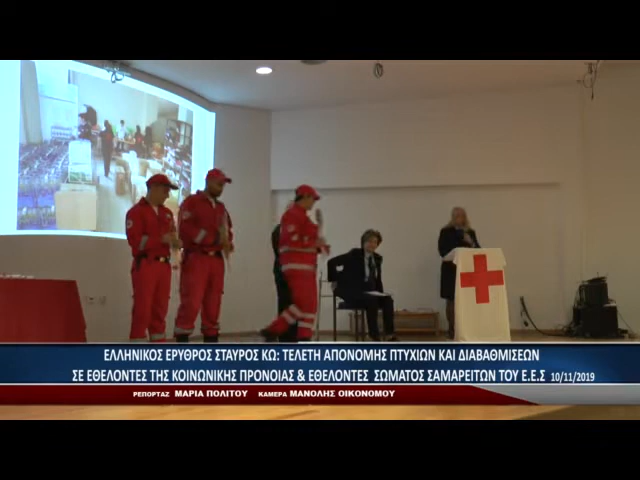 ΕΛΛΗΝΙΚΟΣ ΕΡΥΘΡΟΣ ΣΤΑΥΡΟΣ ΚΩ: ΤΕΛΕΤΗ ΑΠΟΝΟΜΗΣ ΠΤΥΧΙΩΝ ΚΑΙ ΔΙΑΒΑΘΜΙΣΕΩΝ
ΣΕ ΕΘΕΛΟΝΤΕΣ ΤΗΣ ΚΟΙΝΩΝΙΚΗΣ ΠΡΟΝΟΙΑΣ & ΕΘΕΛΟΝΤΕΣ ΣΩΜΑΤΟΣ ΣΑΜΑΡΕΙΤΩΝ ΤΟΥ Ε.Ε.Σ 10/11/2019
ΡΕΠΟΡΤΑΖ ΜΑΡΙΑ ΠΟΛΙΤΟΥ ΚΑΜΕΡΑ ΜΑΝΟΛΗΣ ΟΙΚΟΝΟΜΟΥ